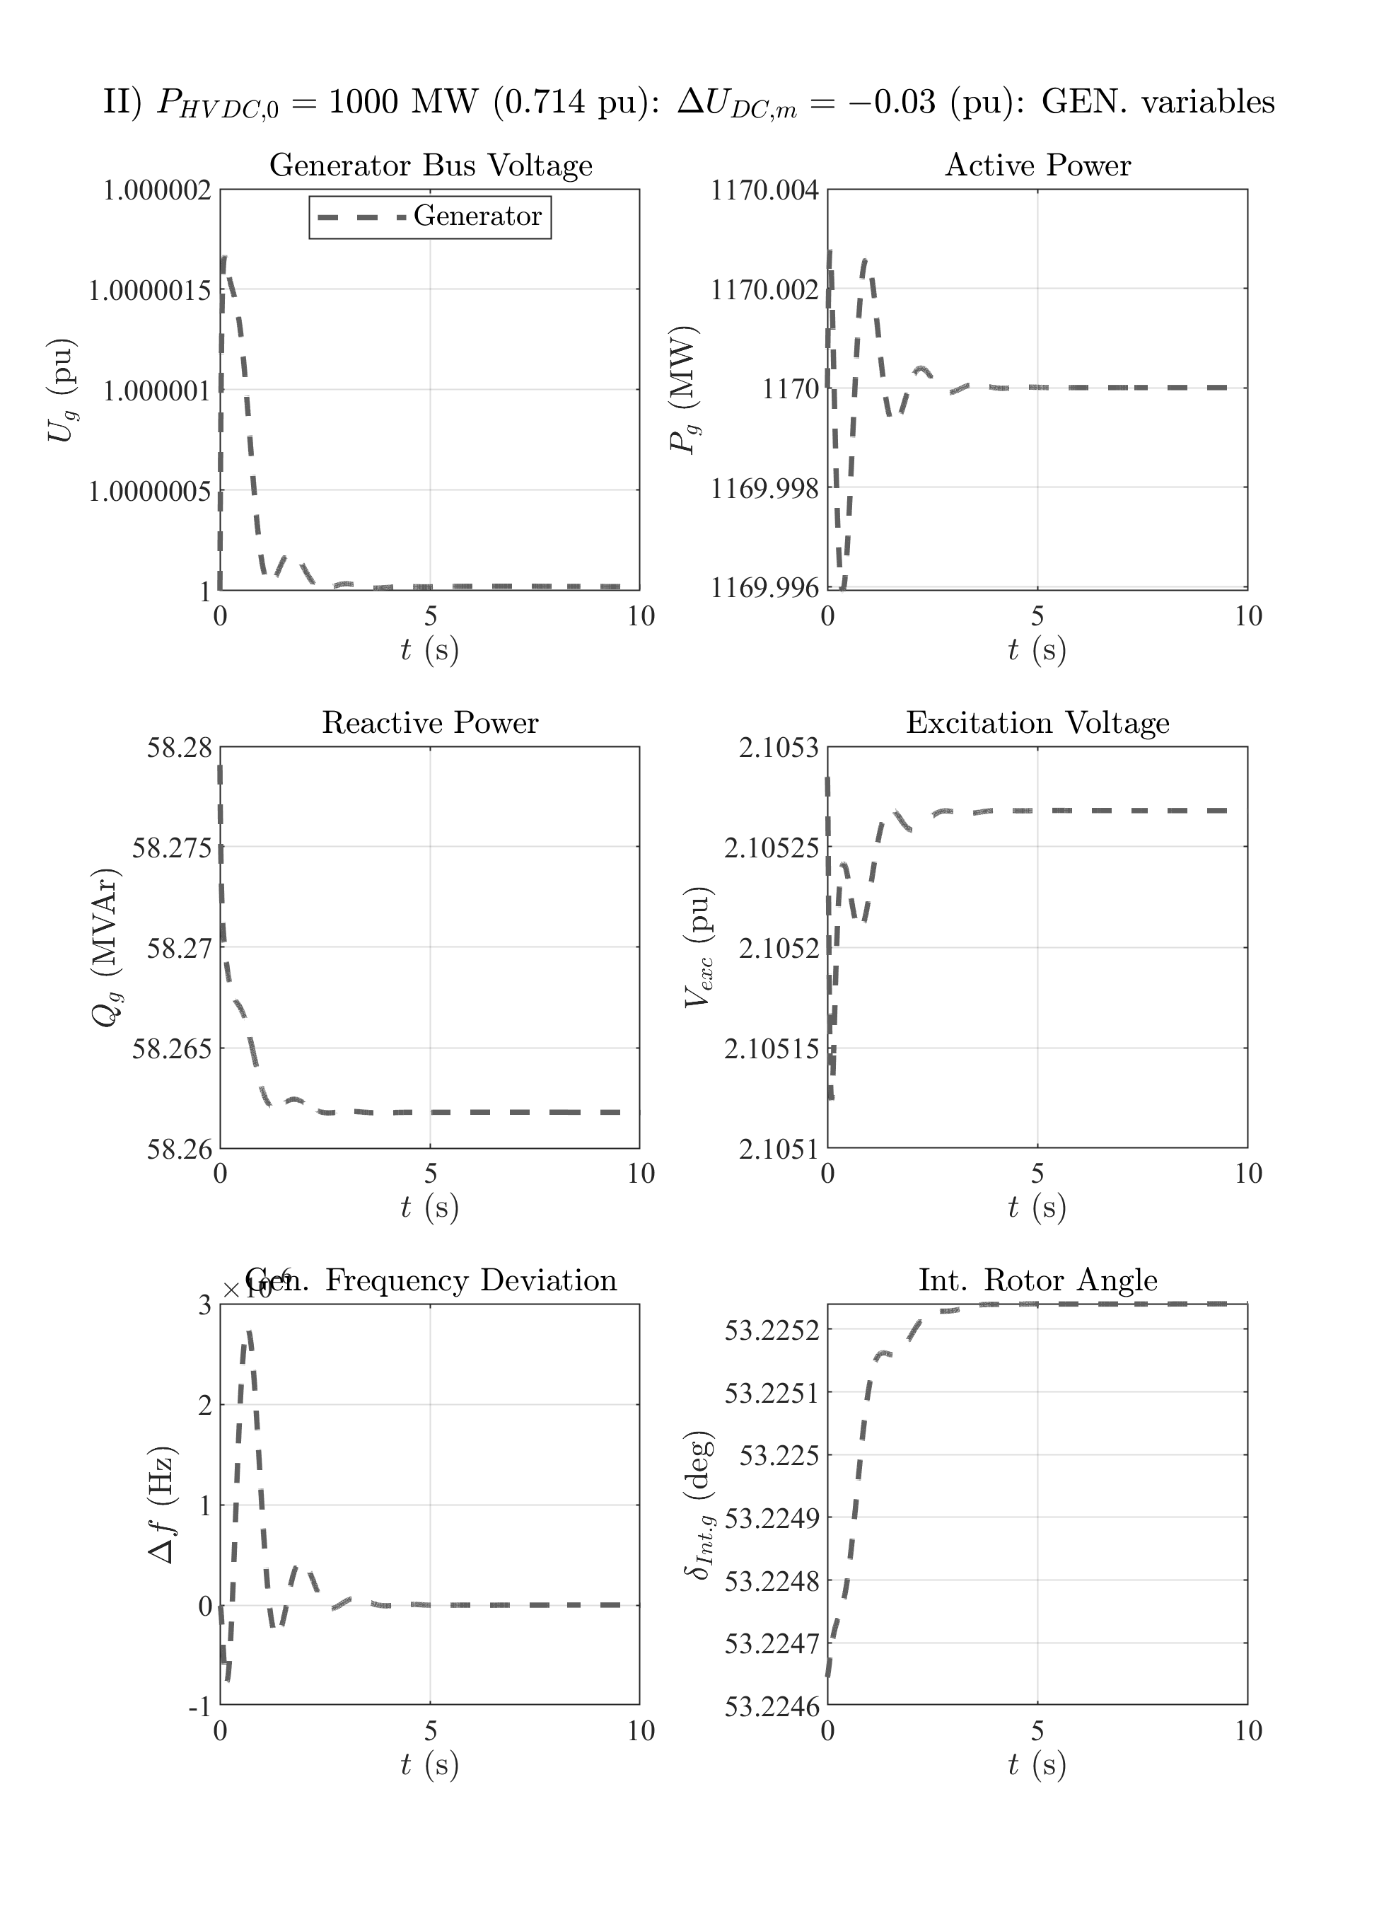 II) P_{HVDC,0} = 1000 MW (0.714 pu): ΔU_{DC,m} = −0.03 (pu): GEN. variables
Generator Bus Voltage
Generator
1.000002
1.0000015
1.000001
1.0000005
1
U_g (pu)
0 5 10
t (s)
Active Power
1170.004
1170.002
1170
1169.998
1169.996
P_g (MW)
0 5 10
t (s)
Reactive Power
58.28
58.275
58.27
58.265
58.26
Q_g (MVAr)
0 5 10
t (s)
Excitation Voltage
2.1053
2.10525
2.1052
2.10515
2.1051
V_{exc} (pu)
0 5 10
t (s)
Gen. Frequency Deviation
×10^{-6}
3
2
1
0
-1
Δf (Hz)
0 5 10
t (s)
Int. Rotor Angle
53.2252
53.2251
53.225
53.2249
53.2248
53.2247
53.2246
δ_{Int.g} (deg)
0 5 10
t (s)